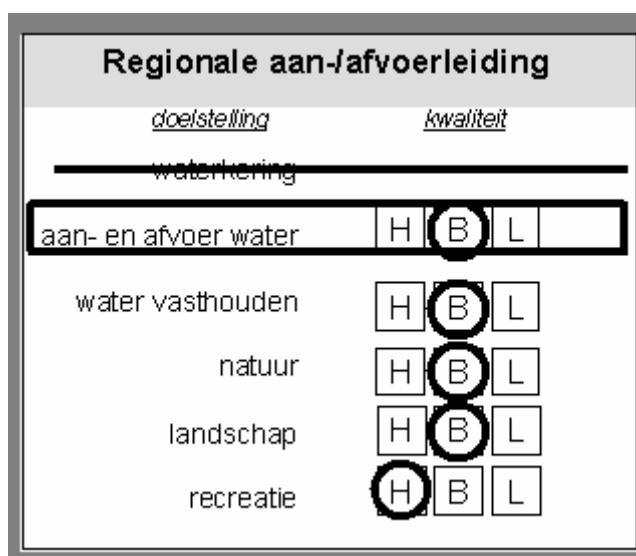 Regionale aan-/afvoerleiding
doelstelling kwaliteit
waterkering
aan- en afvoer water H B L
water vasthouden H B L
natuur H B L
landschap H B L
recreatie H B L